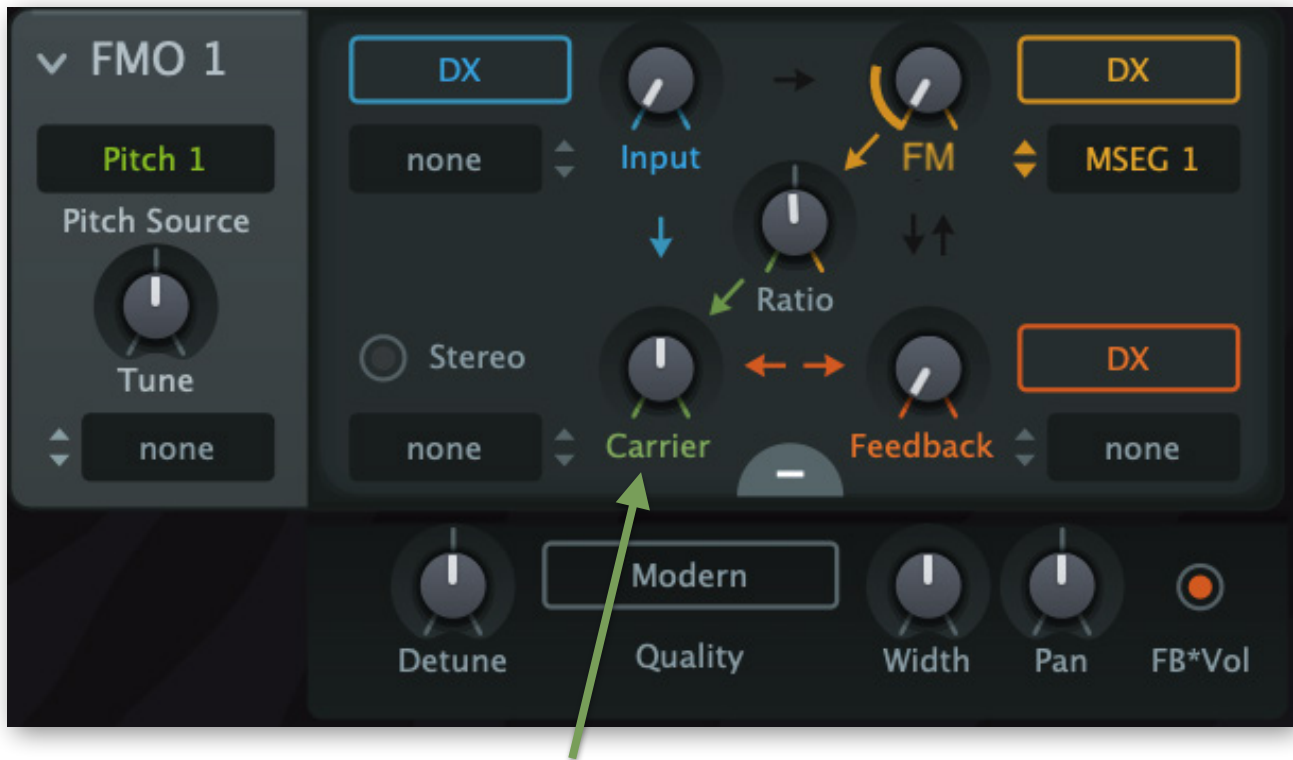 FMO 1
Pitch 1
Pitch Source
Tune
none
DX
Input
FM
DX
none
MSEG 1
Ratio
Stereo
DX
none
Carrier
Feedback
none
Detune
Modern
Quality
Width
Pan
FB*Vol